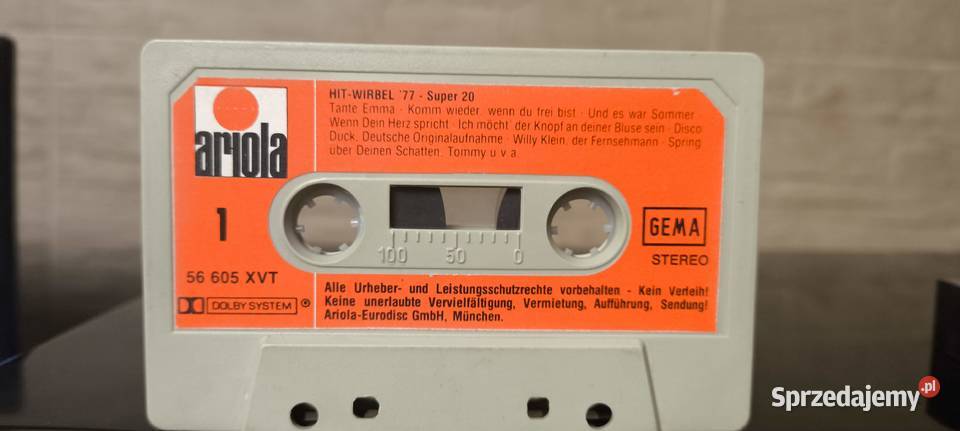 HIT-WIRBEL '77 - Super 20
Tante Emma · Komm wieder, wenn du frei bist · Und es war Sommer ·
Wenn Dein Herz spricht · Ich möcht' der Knopf an deiner Bluse sein · Disco
Duck, Deutsche Originalaufnahme · Willy Klein, der Fernsehmann · Spring
über Deinen Schatten, Tommy u.v.a.
ariola
1
GEMA
STEREO
100 50 0
56 605 XVT
DOLBY SYSTEM ®
Alle Urheber- und Leistungsschutzrechte vorbehalten - Kein Verleih!
Keine unerlaubte Vervielfältigung, Vermietung, Aufführung, Sendung!
Ariola-Eurodisc GmbH, München.
Sprzedajemy.pl